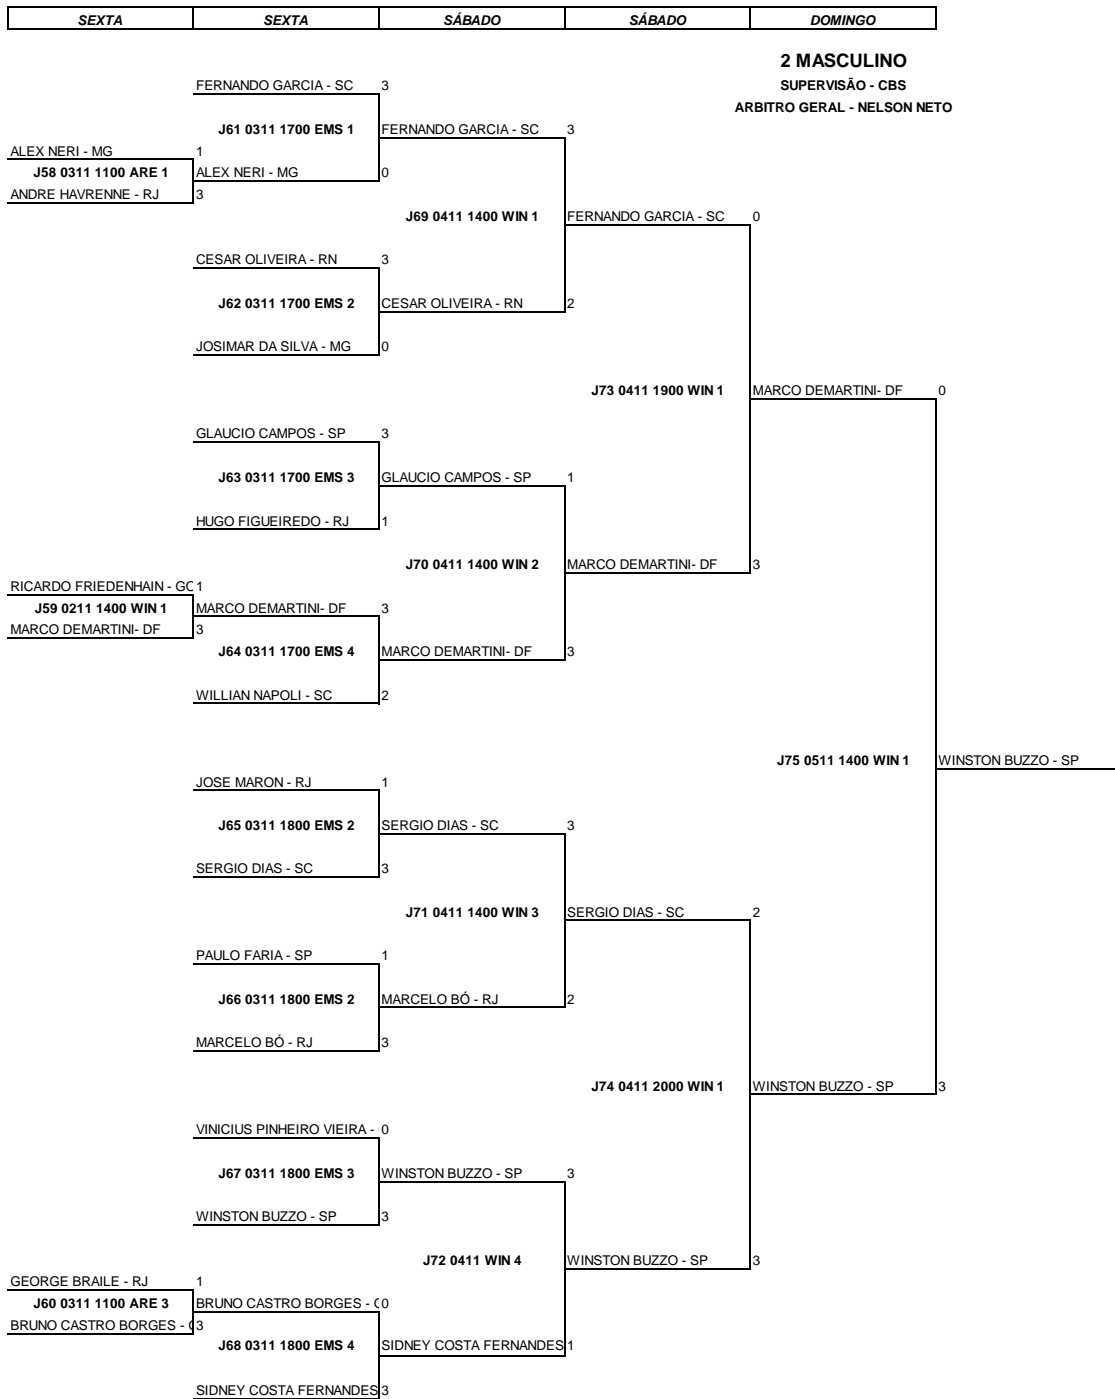 SEXTA SEXTA SÁBADO SÁBADO DOMINGO
2 MASCULINO
FERNANDO GARCIA - SC 3 SUPERVISÃO - CBS
ARBITRO GERAL - NELSON NETO
J61 0311 1700 EMS 1 FERNANDO GARCIA - SC 3
ALEX NERI - MG 1
J58 0311 1100 ARE 1 ALEX NERI - MG 0
ANDRE HAVRENNE - RJ 3
J69 0411 1400 WIN 1 FERNANDO GARCIA - SC 0
CESAR OLIVEIRA - RN 3
J62 0311 1700 EMS 2 CESAR OLIVEIRA - RN 2
JOSIMAR DA SILVA - MG 0
J73 0411 1900 WIN 1 MARCO DEMARTINI- DF 0
GLAUCIO CAMPOS - SP 3
J63 0311 1700 EMS 3 GLAUCIO CAMPOS - SP 1
HUGO FIGUEIREDO - RJ 1
J70 0411 1400 WIN 2 MARCO DEMARTINI- DF 3
RICARDO FRIEDENHAIN - GO 1
J59 0211 1400 WIN 1 MARCO DEMARTINI- DF 3
MARCO DEMARTINI- DF 3
J64 0311 1700 EMS 4 MARCO DEMARTINI- DF 3
WILLIAN NAPOLI - SC 2
J75 0511 1400 WIN 1 WINSTON BUZZO - SP
JOSE MARON - RJ 1
J65 0311 1800 EMS 2 SERGIO DIAS - SC 3
SERGIO DIAS - SC 3
J71 0411 1400 WIN 3 SERGIO DIAS - SC 2
PAULO FARIA - SP 1
J66 0311 1800 EMS 2 MARCELO BÓ - RJ 2
MARCELO BÓ - RJ 3
J74 0411 2000 WIN 1 WINSTON BUZZO - SP 3
VINICIUS PINHEIRO VIEIRA - 0
J67 0311 1800 EMS 3 WINSTON BUZZO - SP 3
WINSTON BUZZO - SP 3
J72 0411 WIN 4 WINSTON BUZZO - SP 3
GEORGE BRAILE - RJ 1
J60 0311 1100 ARE 3 BRUNO CASTRO BORGES - 0
BRUNO CASTRO BORGES - 3
J68 0311 1800 EMS 4 SIDNEY COSTA FERNANDES 1
SIDNEY COSTA FERNANDES 3